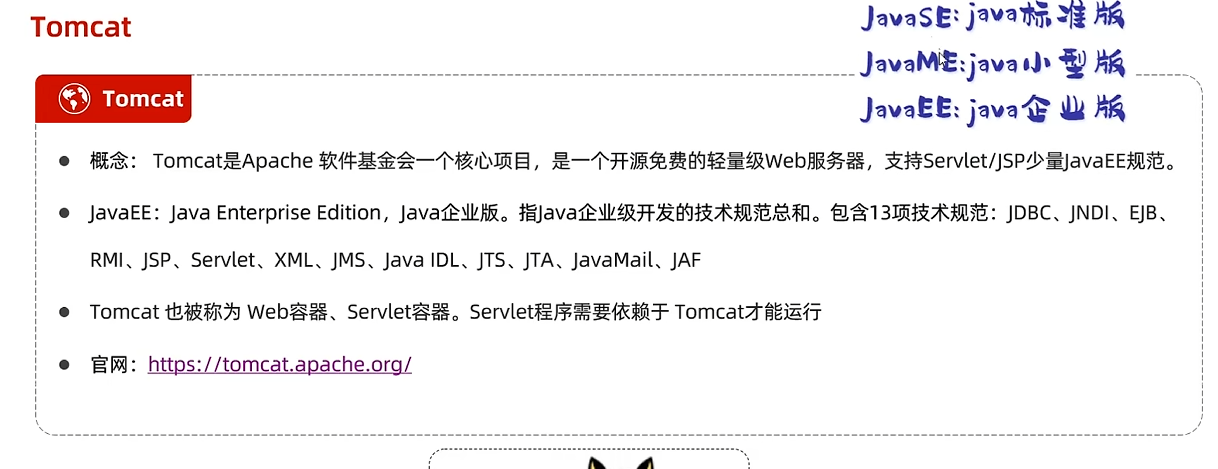 Tomcat
JavaSE:java标准版
JavaME:java小型版
JavaEE:java企业版
Tomcat
概念： Tomcat是Apache 软件基金会一个核心项目，是一个开源免费的轻量级Web服务器，支持Servlet/JSP少量JavaEE规范。
JavaEE：Java Enterprise Edition，Java企业版。指Java企业级开发的技术规范总和。包含13项技术规范：JDBC、JNDI、EJB、
RMI、JSP、Servlet、XML、JMS、Java IDL、JTS、JTA、JavaMail、JAF
Tomcat 也被称为 Web容器、Servlet容器。Servlet程序需要依赖于 Tomcat才能运行
官网：https://tomcat.apache.org/